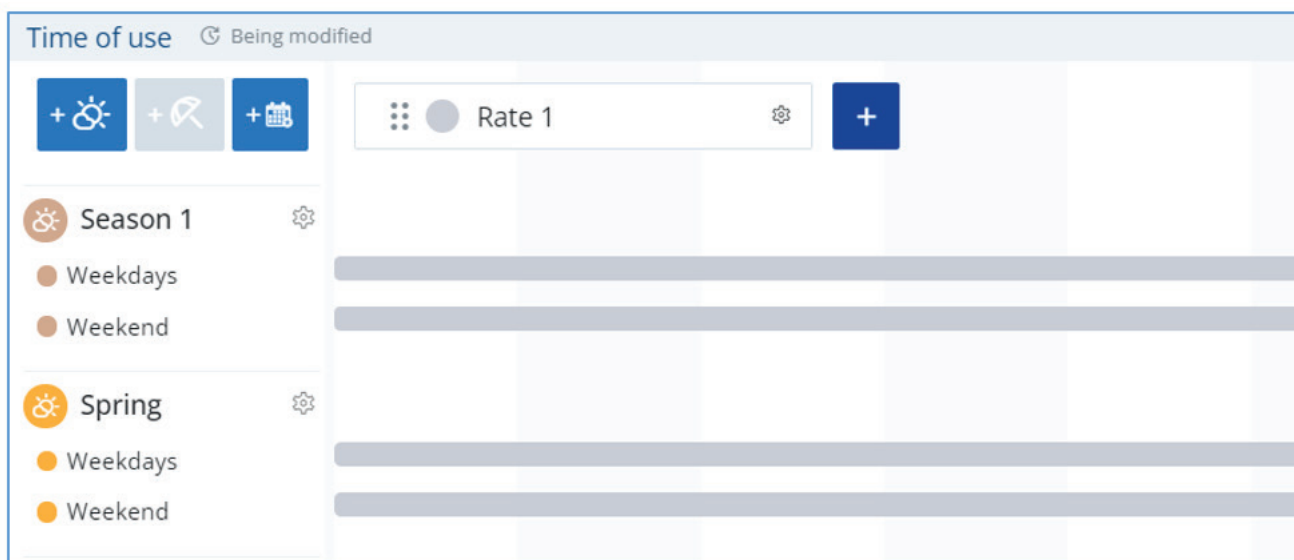 Time of use Being modified
+ + +
Rate 1 +
Season 1
Weekdays
Weekend
Spring
Weekdays
Weekend